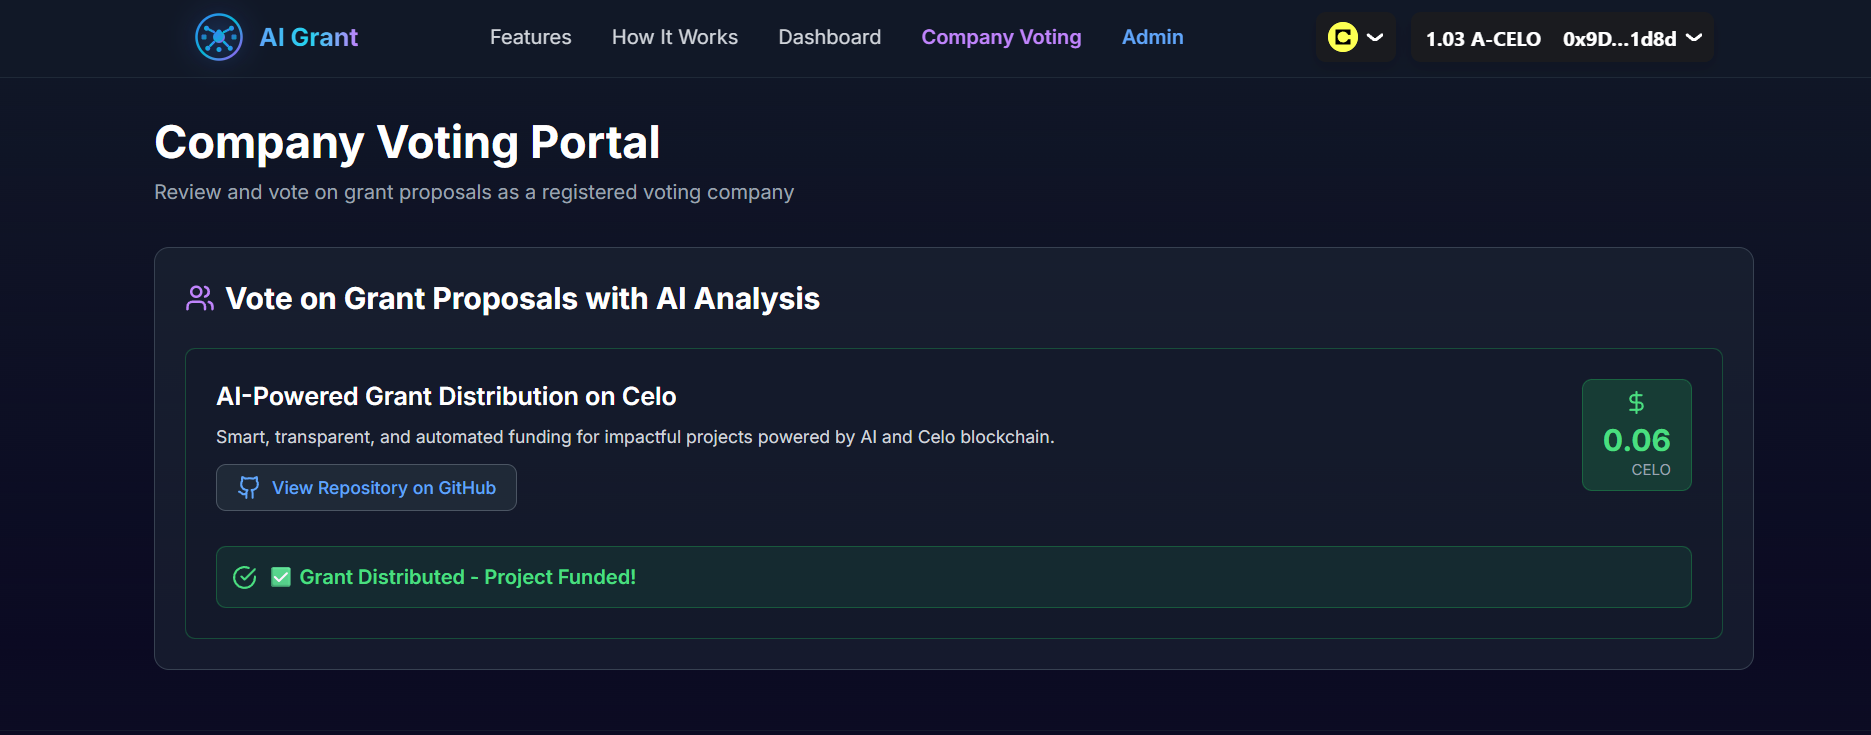 AI Grant
Features
How It Works
Dashboard
Company Voting
Admin
1.03 A-CELO 0x9D...1d8d
Company Voting Portal
Review and vote on grant proposals as a registered voting company
Vote on Grant Proposals with AI Analysis
AI-Powered Grant Distribution on Celo
Smart, transparent, and automated funding for impactful projects powered by AI and Celo blockchain.
View Repository on GitHub
$
0.06
CELO
✅ Grant Distributed - Project Funded!